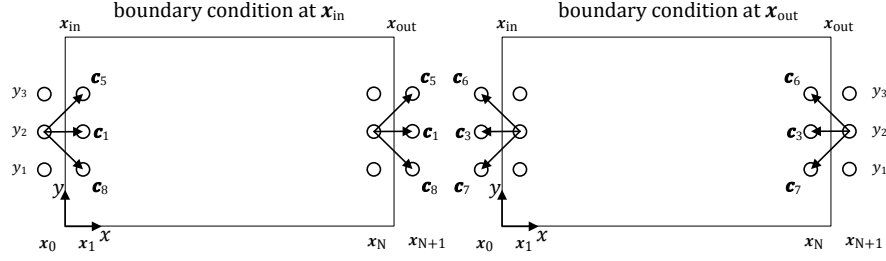 boundary condition at x_in
boundary condition at x_out
x_in
x_out
x_in
x_out
c_5
c_5
c_6
c_6
y_3
y_3
y_2
c_1
c_1
c_3
c_3
y_2
y_1
y_1
c_8
c_8
c_7
c_7
y
y
x
x
x_0
x_1
x_N
x_N+1
x_0
x_1
x_N
x_N+1